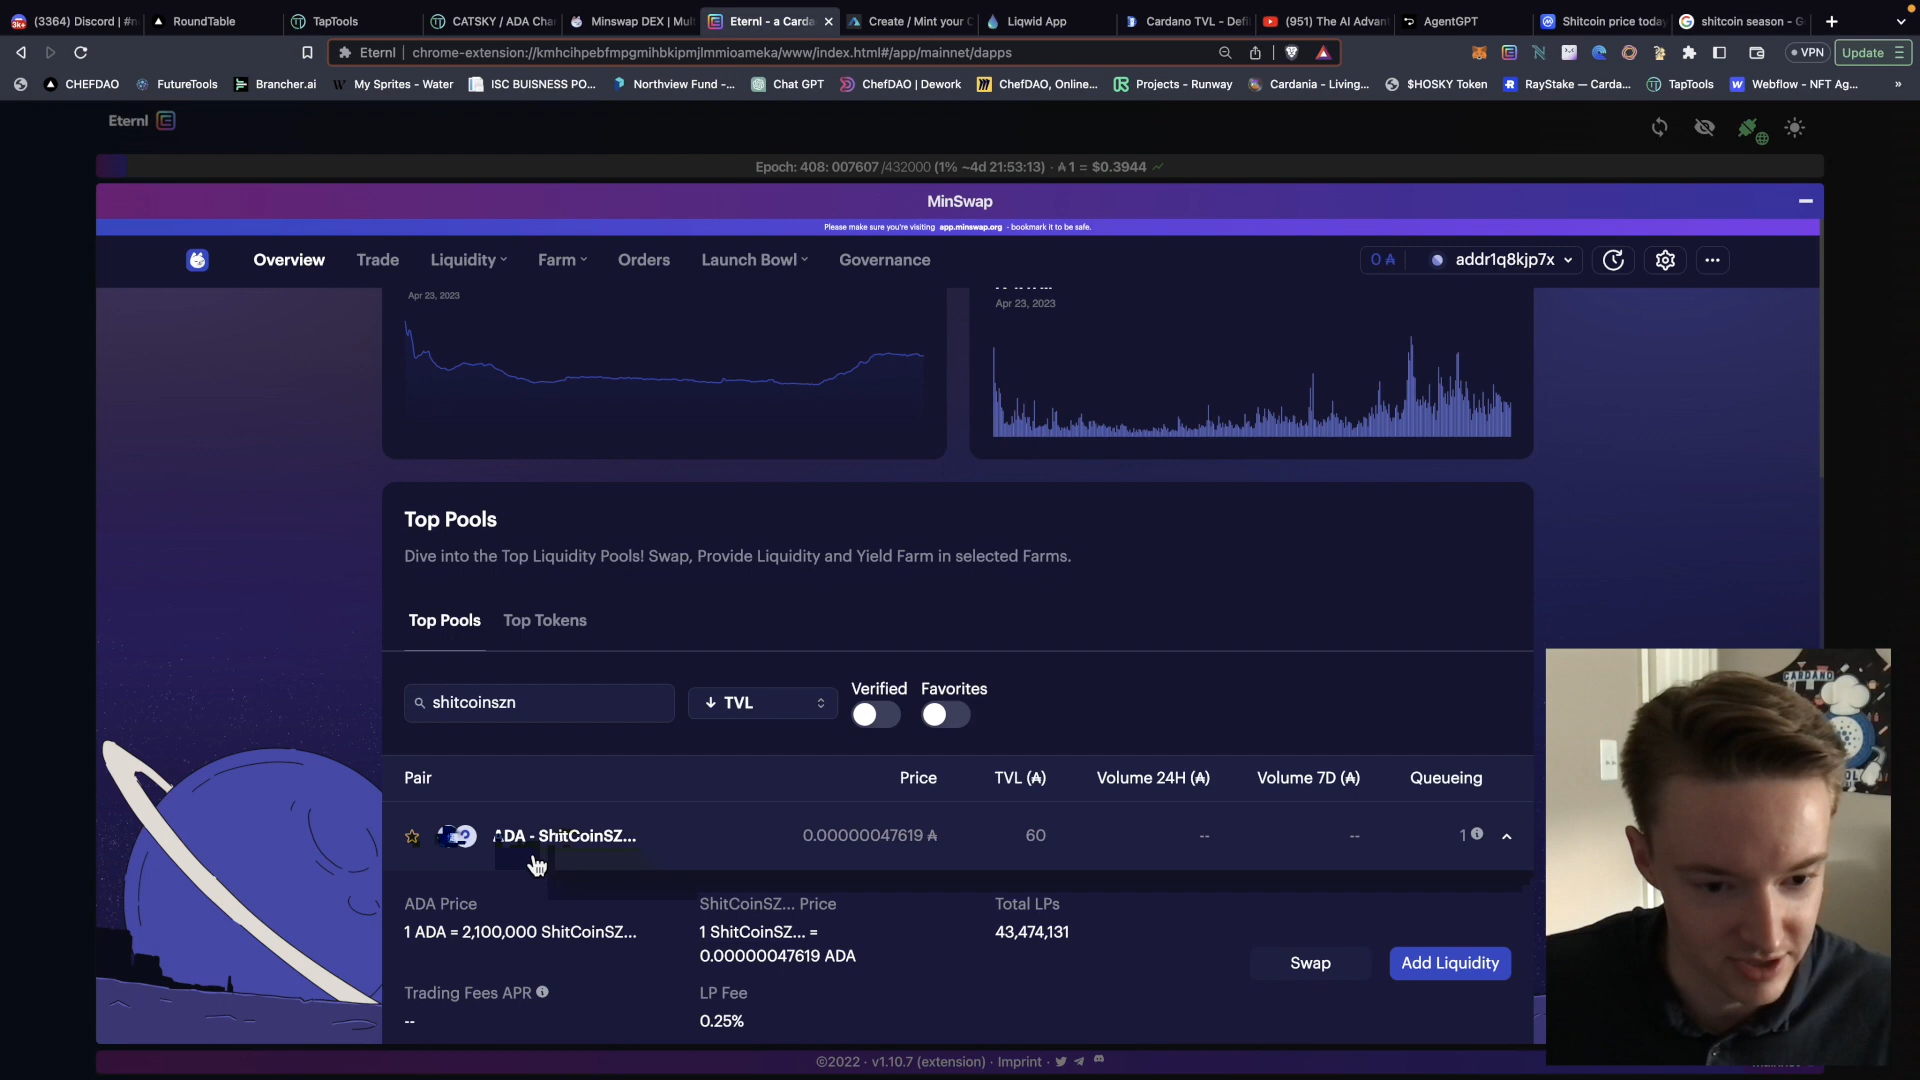 (3364) Discord | #n
RoundTable
TapTools
CATSKY / ADA Cha
Minswap DEX | Mult
Eternl - a Carda
Create / Mint your C
Liqwid App
Cardano TVL - Defi
(951) The AI Advant
AgentGPT
Shitcoin price today
shitcoin season - G
Eternl
chrome-extension://kmhcihpebfmpgmihbkipmjlmmioameka/www/index.html#/app/mainnet/dapps
VPN
Update
CHEFDAO
FutureTools
Brancher.ai
My Sprites - Water
ISC BUISNESS PO...
Northview Fund -...
Chat GPT
ChefDAO | Dework
ChefDAO, Online...
Projects - Runway
Cardania - Living...
$HOSKY Token
RayStake — Carda...
TapTools
Webflow - NFT Ag...
Eternl
Epoch: 408: 007607 /432000 (1% ~4d 21:53:13) · ₳ 1 = $0.3944
MinSwap
Please make sure you're visiting app.minswap.org - bookmark it to be safe.
Overview
Trade
Liquidity
Farm
Orders
Launch Bowl
Governance
0 ₳
addr1q8kjp7x
Apr 23, 2023
Apr 23, 2023
Top Pools
Dive into the Top Liquidity Pools! Swap, Provide Liquidity and Yield Farm in selected Farms.
Top Pools
Top Tokens
shitcoinszn
TVL
Verified
Favorites
Pair
Price
TVL (₳)
Volume 24H (₳)
Volume 7D (₳)
Queueing
ADA - ShitCoinSZ...
0.00000047619 ₳
60
--
--
1
ADA Price
1 ADA = 2,100,000 ShitCoinSZ...
ShitCoinSZ... Price
1 ShitCoinSZ... =
0.00000047619 ADA
Total LPs
43,474,131
Swap
Add Liquidity
Trading Fees APR
--
LP Fee
0.25%
CARDANO
©2022 · v1.10.7 (extension) · Imprint ·